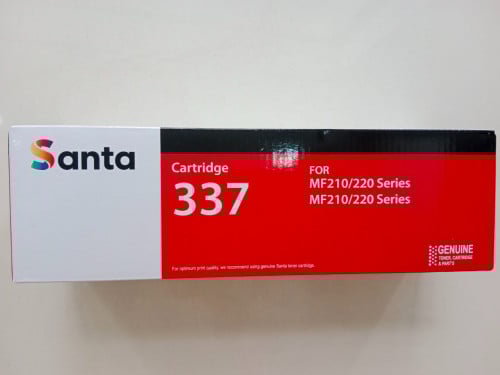 Santa
Cartridge
337
FOR
MF210/220 Series
MF210/220 Series
For optimum print quality, we recommend using genuine Santa toner cartridge.
GENUINE
TONER, CARTRIDGE
& PARTS